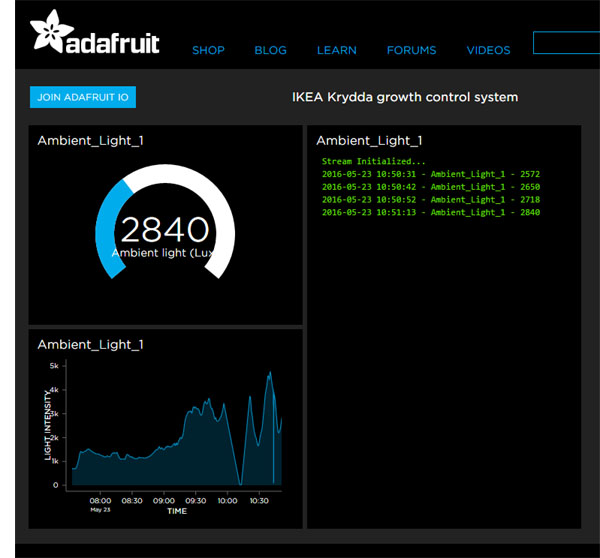 adafruit
SHOP BLOG LEARN FORUMS VIDEOS
JOIN ADAFRUIT IO
IKEA Krydda growth control system
Ambient_Light_1
2840
Ambient light (Lux
Ambient_Light_1
Stream Initialized...
2016-05-23 10:50:31 - Ambient_Light_1 - 2572
2016-05-23 10:50:42 - Ambient_Light_1 - 2650
2016-05-23 10:50:52 - Ambient_Light_1 - 2718
2016-05-23 10:51:13 - Ambient_Light_1 - 2840
Ambient_Light_1
LIGHT INTENSITY
5k
4k
3k
2k
1k
0
08:00 08:30 09:00 09:30 10:00 10:30
May 23
TIME